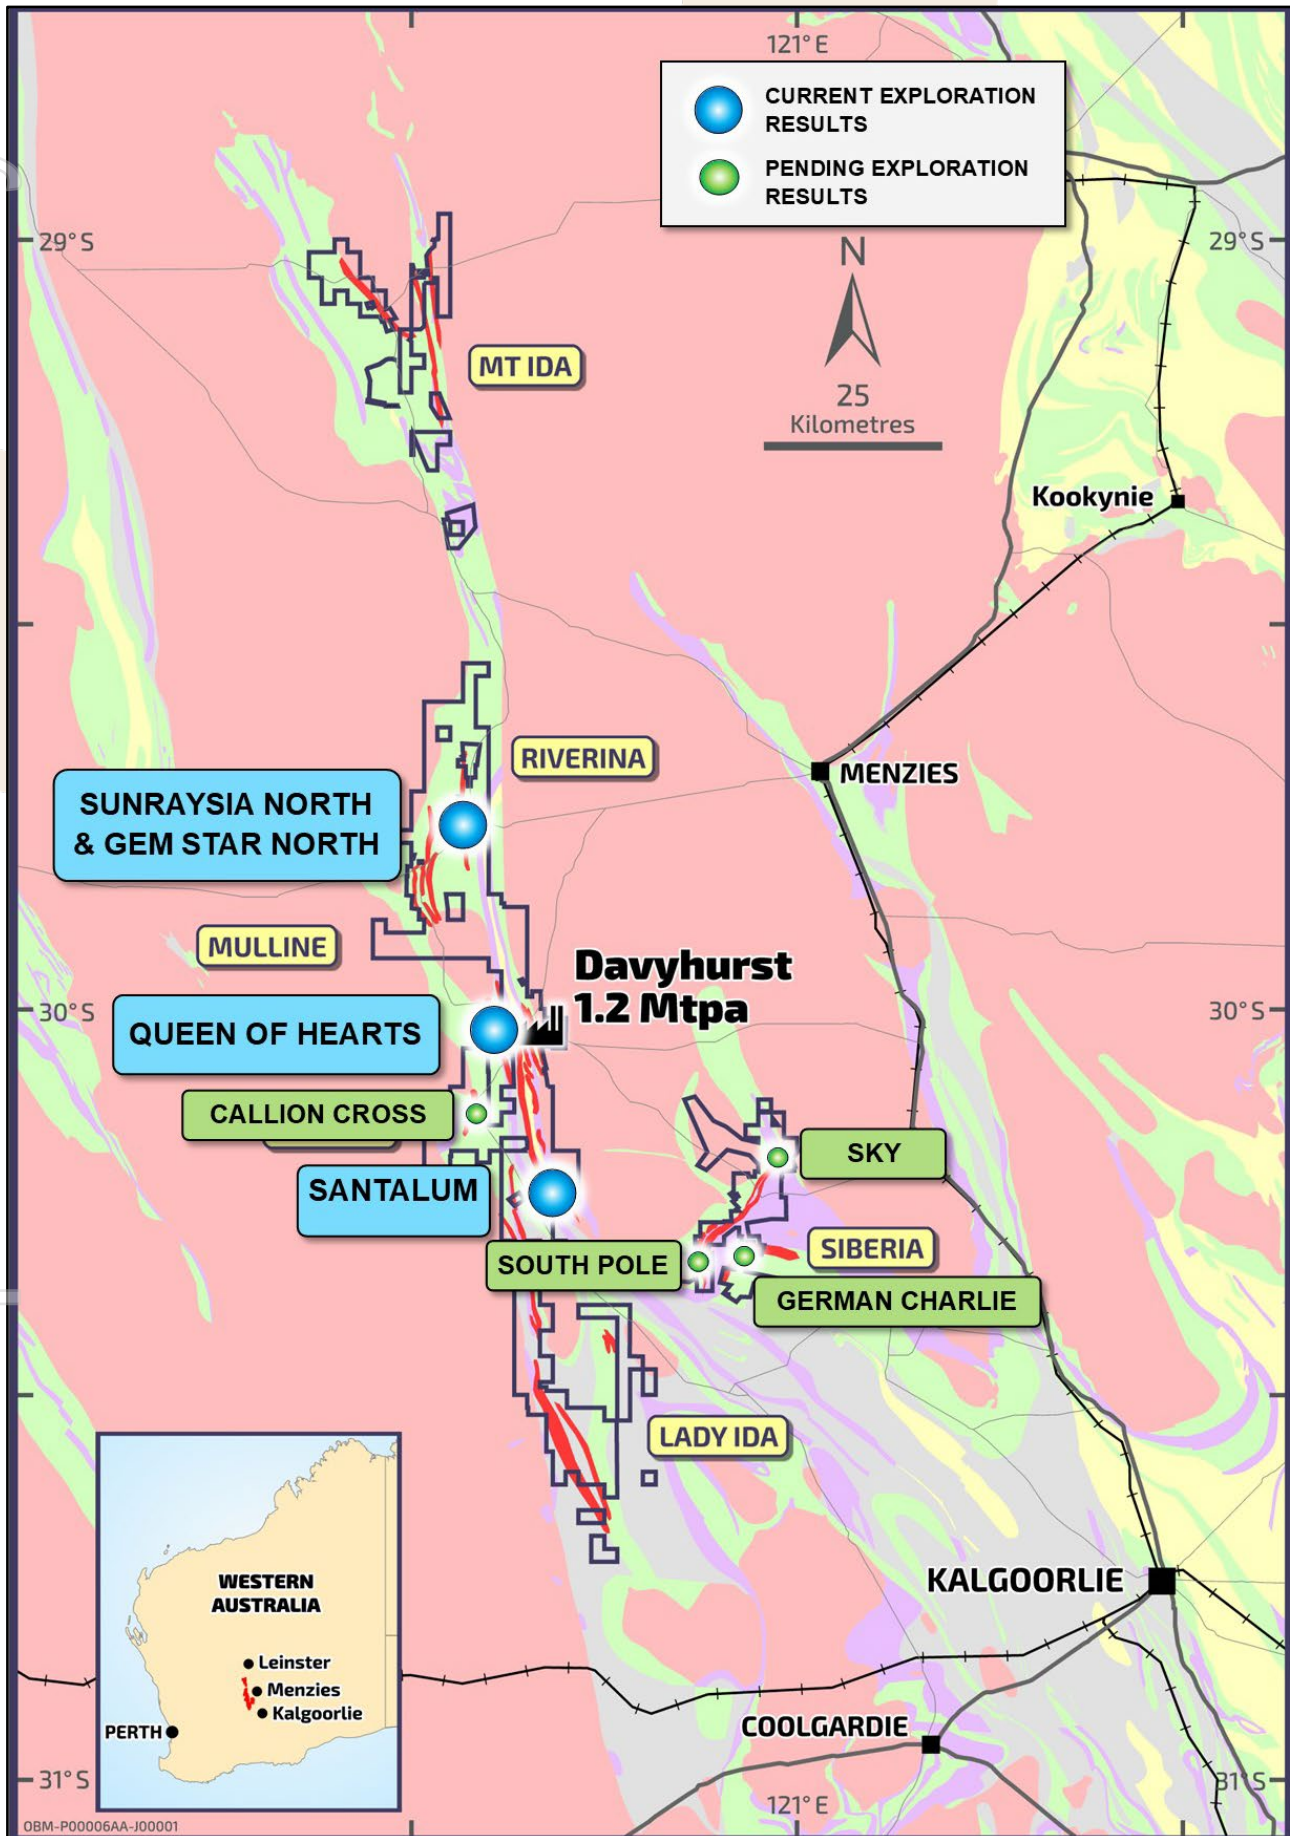 121° E
CURRENT EXPLORATION
RESULTS
PENDING EXPLORATION
RESULTS
29° S
29° S
N
25
Kilometres
MT IDA
Kookynie
RIVERINA
MENZIES
SUNRAYSIA NORTH
& GEM STAR NORTH
MULLINE
Davyhurst
1.2 Mtpa
30° S
30° S
QUEEN OF HEARTS
CALLION CROSS
SKY
SANTALUM
SIBERIA
SOUTH POLE
GERMAN CHARLIE
LADY IDA
KALGOORLIE
WESTERN
AUSTRALIA
Leinster
Menzies
Kalgoorlie
PERTH
COOLGARDIE
31° S
31° S
121° E
OBM-P00006AA-J00001